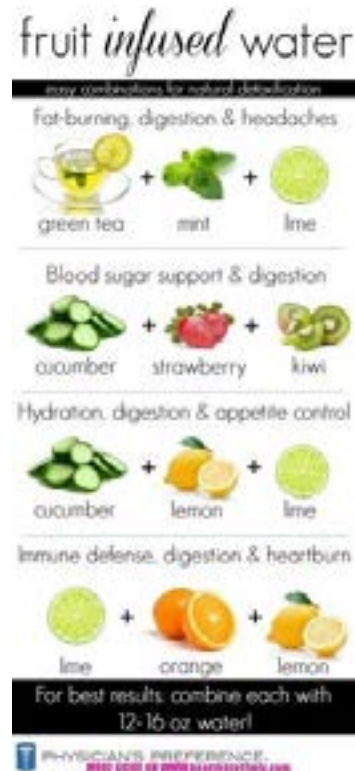 fruit infused water
easy combinations for natural detoxification
Fat-burning, digestion & headaches
green tea + mint + lime
Blood sugar support & digestion
cucumber + strawberry + kiwi
Hydration, digestion & appetite control
cucumber + lemon + lime
Immune defense, digestion & heartburn
lime + orange + lemon
For best results, combine each with
12-16 oz water!
PHYSICIAN'S PREFERENCE